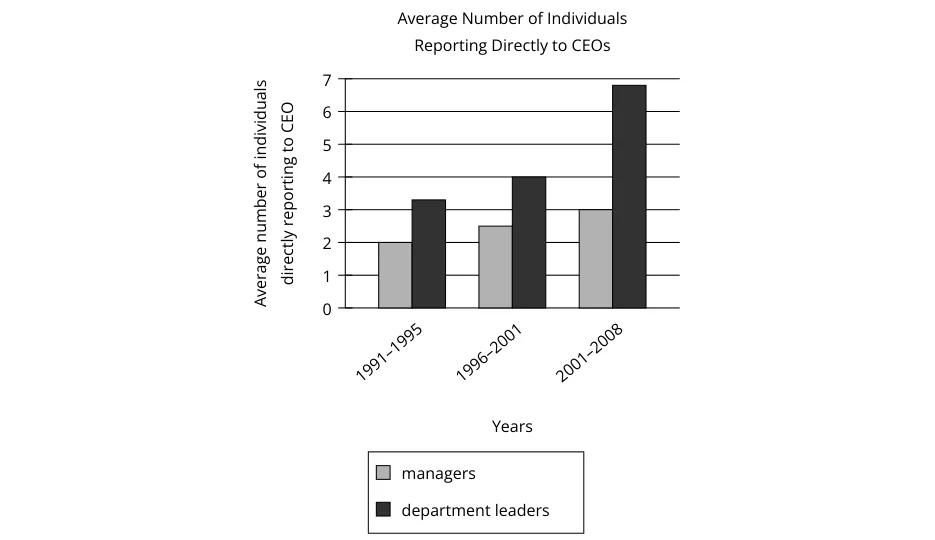 Average Number of Individuals
Reporting Directly to CEOs
Average number of individuals
directly reporting to CEO
7
6
5
4
3
2
1
0
1991–1995
1996–2001
2001–2008
Years
managers
department leaders